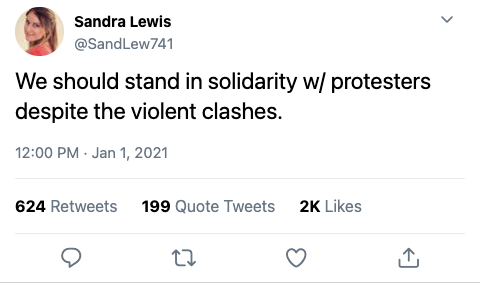 Sandra Lewis
@SandLew741
We should stand in solidarity w/ protesters
despite the violent clashes.
12:00 PM · Jan 1, 2021
624 Retweets 199 Quote Tweets 2K Likes